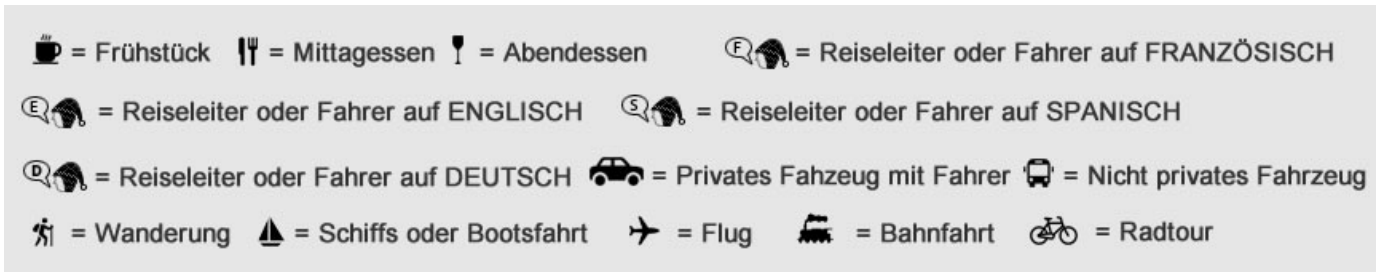 = Frühstück = Mittagessen = Abendessen F = Reiseleiter oder Fahrer auf FRANZÖSISCH
E = Reiseleiter oder Fahrer auf ENGLISCH S = Reiseleiter oder Fahrer auf SPANISCH
D = Reiseleiter oder Fahrer auf DEUTSCH = Privates Fahzeug mit Fahrer = Nicht privates Fahrzeug
= Wanderung = Schiffs oder Bootsfahrt = Flug = Bahnfahrt = Radtour